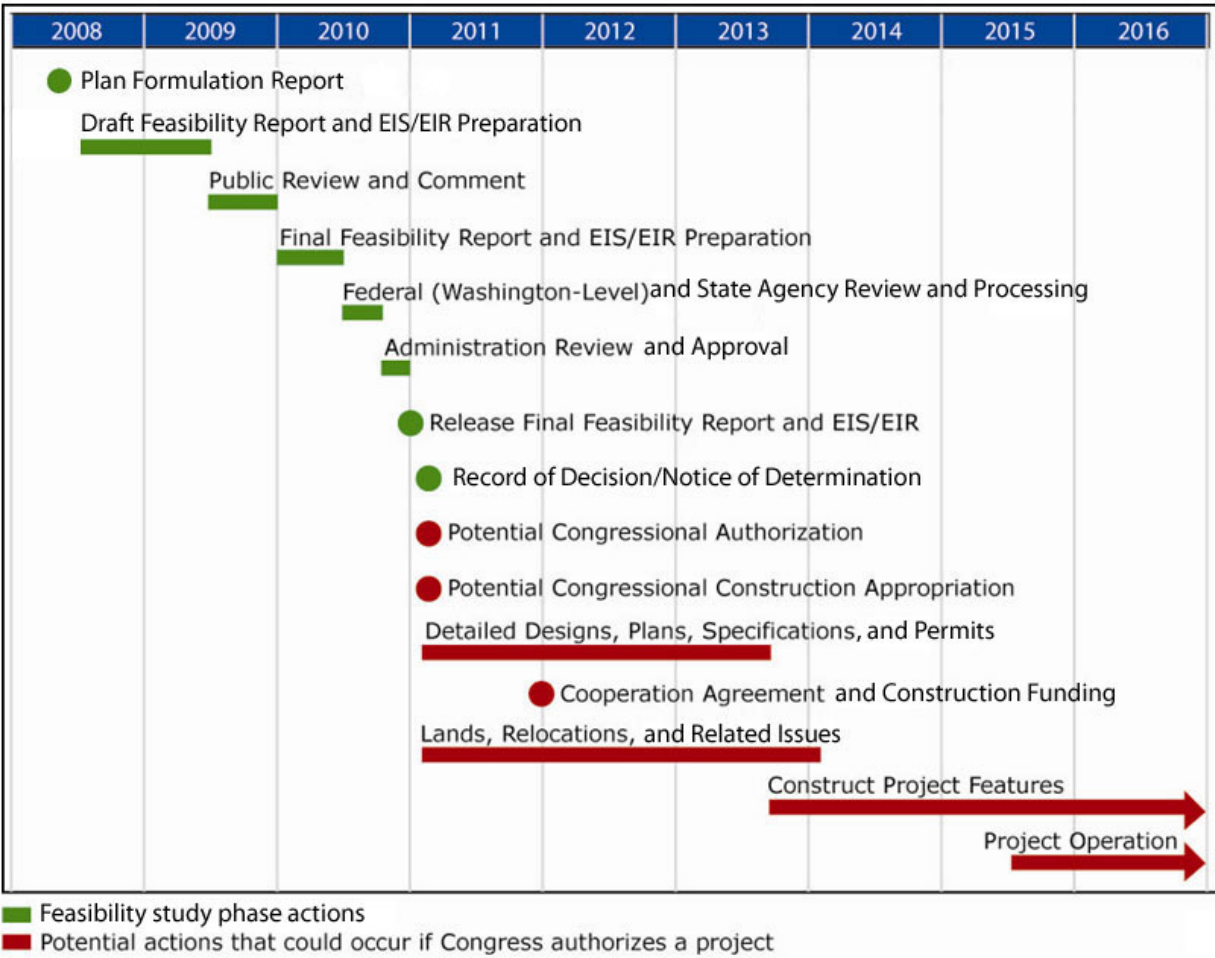 2008 2009 2010 2011 2012 2013 2014 2015 2016
Plan Formulation Report
Draft Feasibility Report and EIS/EIR Preparation
Public Review and Comment
Final Feasibility Report and EIS/EIR Preparation
Federal (Washington-Level)and State Agency Review and Processing
Administration Review and Approval
Release Final Feasibility Report and EIS/EIR
Record of Decision/Notice of Determination
Potential Congressional Authorization
Potential Congressional Construction Appropriation
Detailed Designs, Plans, Specifications, and Permits
Cooperation Agreement and Construction Funding
Lands, Relocations, and Related Issues
Construct Project Features
Project Operation
Feasibility study phase actions
Potential actions that could occur if Congress authorizes a project